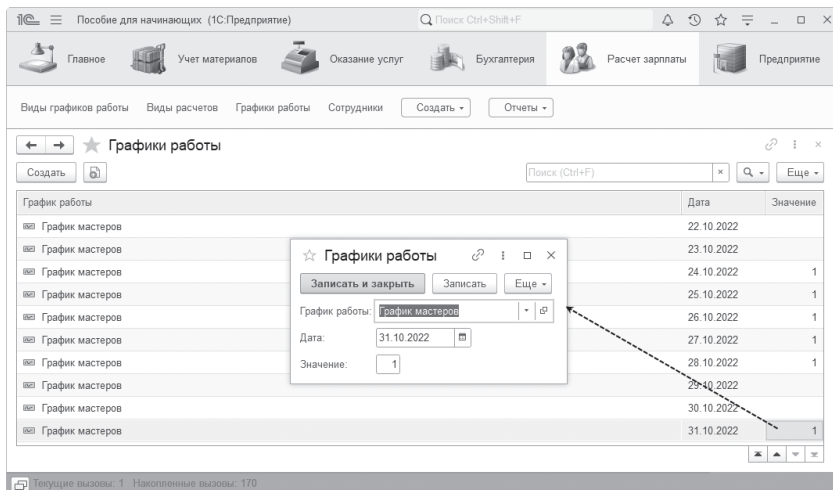 1С Пособие для начинающих (1С:Предприятие) Поиск Ctrl+Shift+F
Главное Учет материалов Оказание услуг Бухгалтерия Расчет зарплаты Предприятие
Виды графиков работы Виды расчетов Графики работы Сотрудники Создать Отчеты
Графики работы
Создать Поиск (Ctrl+F) Еще
График работы Дата Значение
График мастеров 22.10.2022
График мастеров 23.10.2022
График мастеров 24.10.2022 1
График мастеров 25.10.2022 1
График мастеров 26.10.2022 1
График мастеров 27.10.2022 1
График мастеров 28.10.2022 1
График мастеров 29.10.2022
График мастеров 30.10.2022
График мастеров 31.10.2022 1
Графики работы
Записать и закрыть Записать Еще
График работы: График мастеров
Дата: 31.10.2022
Значение: 1
Текущие вызовы: 1 Накопленные вызовы: 170